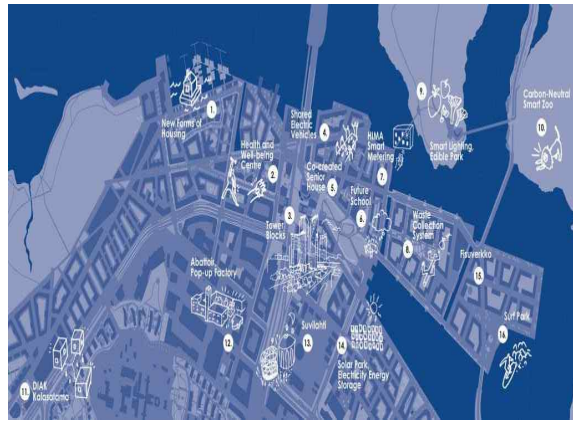 1.
New Forms of
Housing
Health and
Well-being
Centre
2.
3.
Tower
Blocks
Shared
Electric
Vehicles
4.
Co-created
Senior
House
5.
Future
School
6.
HIMA
Smart
Metering
7.
Waste
Collection
System
8.
9.
Smart Lighting,
Edible Park
Carbon-Neutral
Smart Zoo
10.
11.
DIAK
Kalasatama
Abattoir,
Pop-up Factory
12.
Suvilahti
13.
14.
Solar Park
Electricity Energy
Storage
Fisuverkko
15.
Surf Park
16.